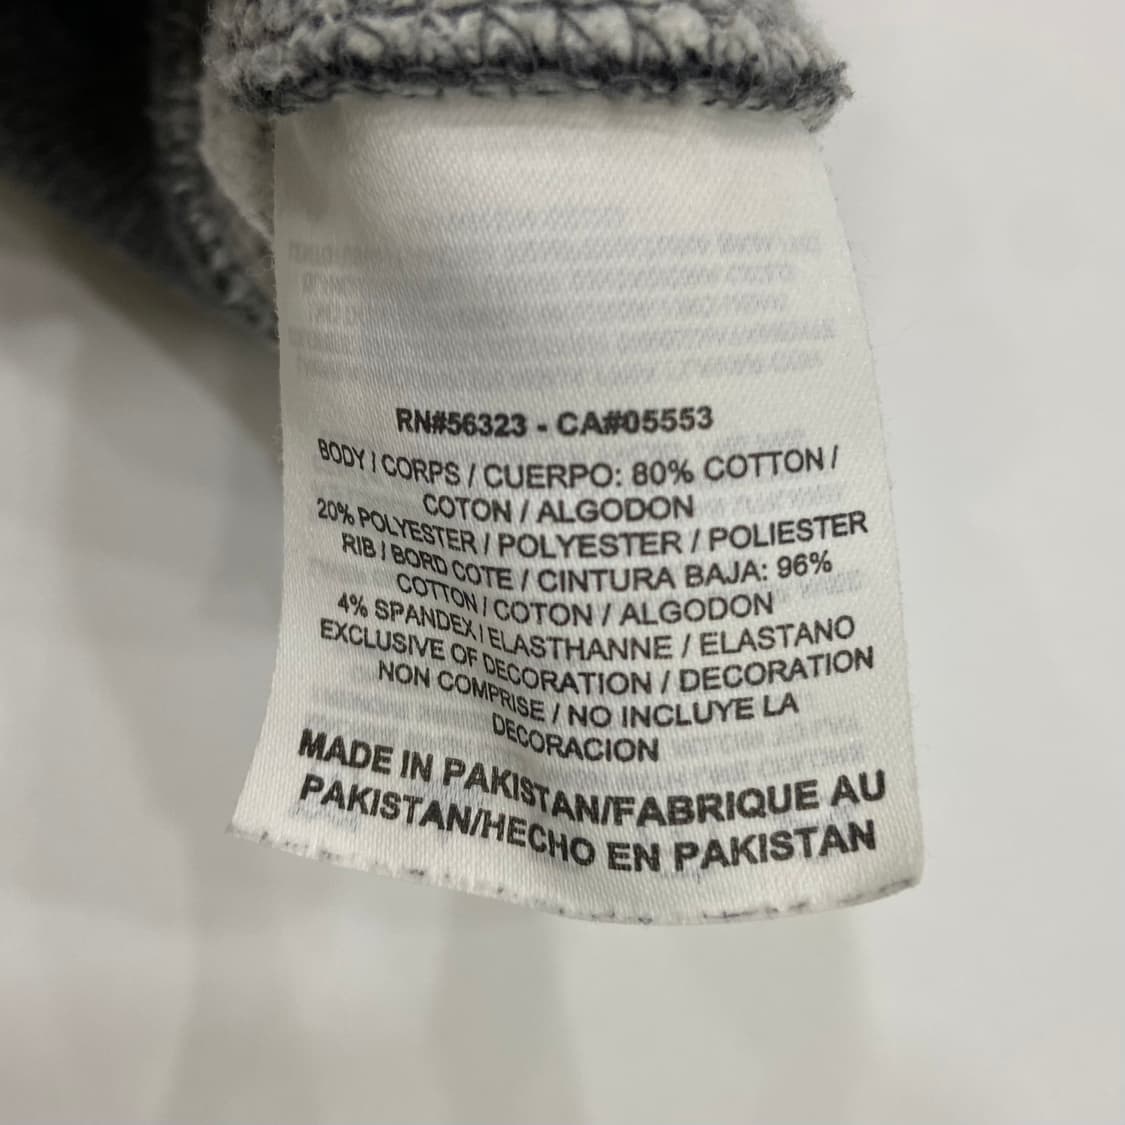 RN#56323 - CA#05553
BODY / CORPS / CUERPO: 80% COTTON /
COTON / ALGODON
20% POLYESTER / POLYESTER / POLIESTER
RIB / BORD COTE / CINTURA BAJA: 96%
COTTON / COTON / ALGODON
4% SPANDEX / ELASTHANNE / ELASTANO
EXCLUSIVE OF DECORATION / DECORATION
NON COMPRISE / NO INCLUYE LA
DECORACION
MADE IN PAKISTAN/FABRIQUE AU
PAKISTAN/HECHO EN PAKISTAN